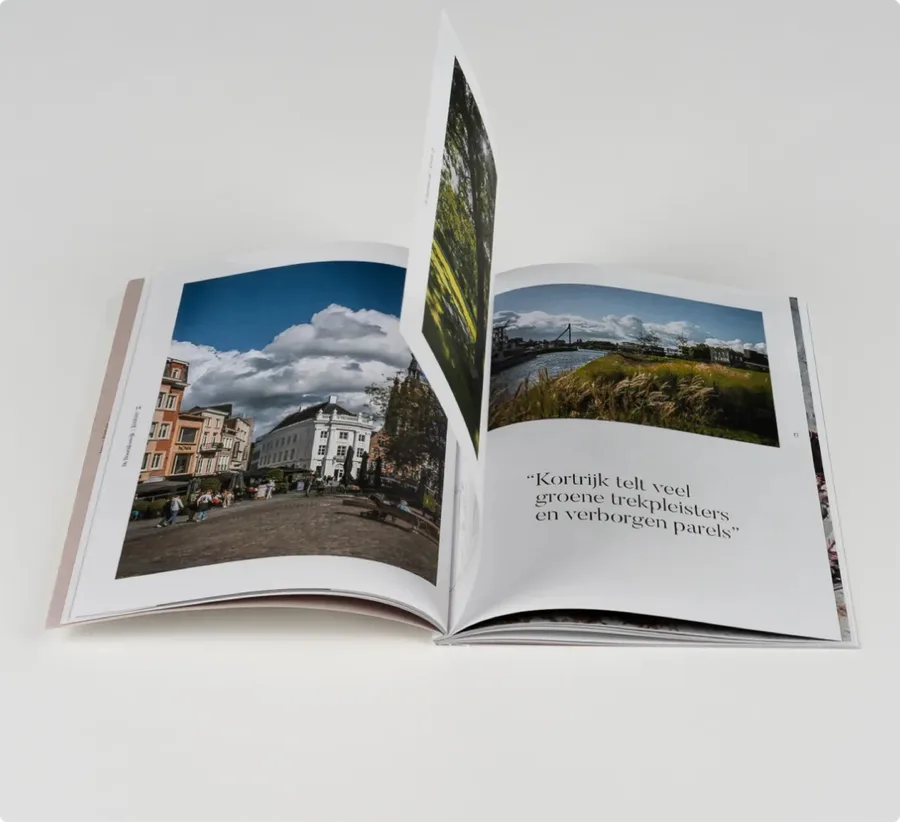 “Kortrijk telt veel
groene trekpleisters
en verborgen parels”